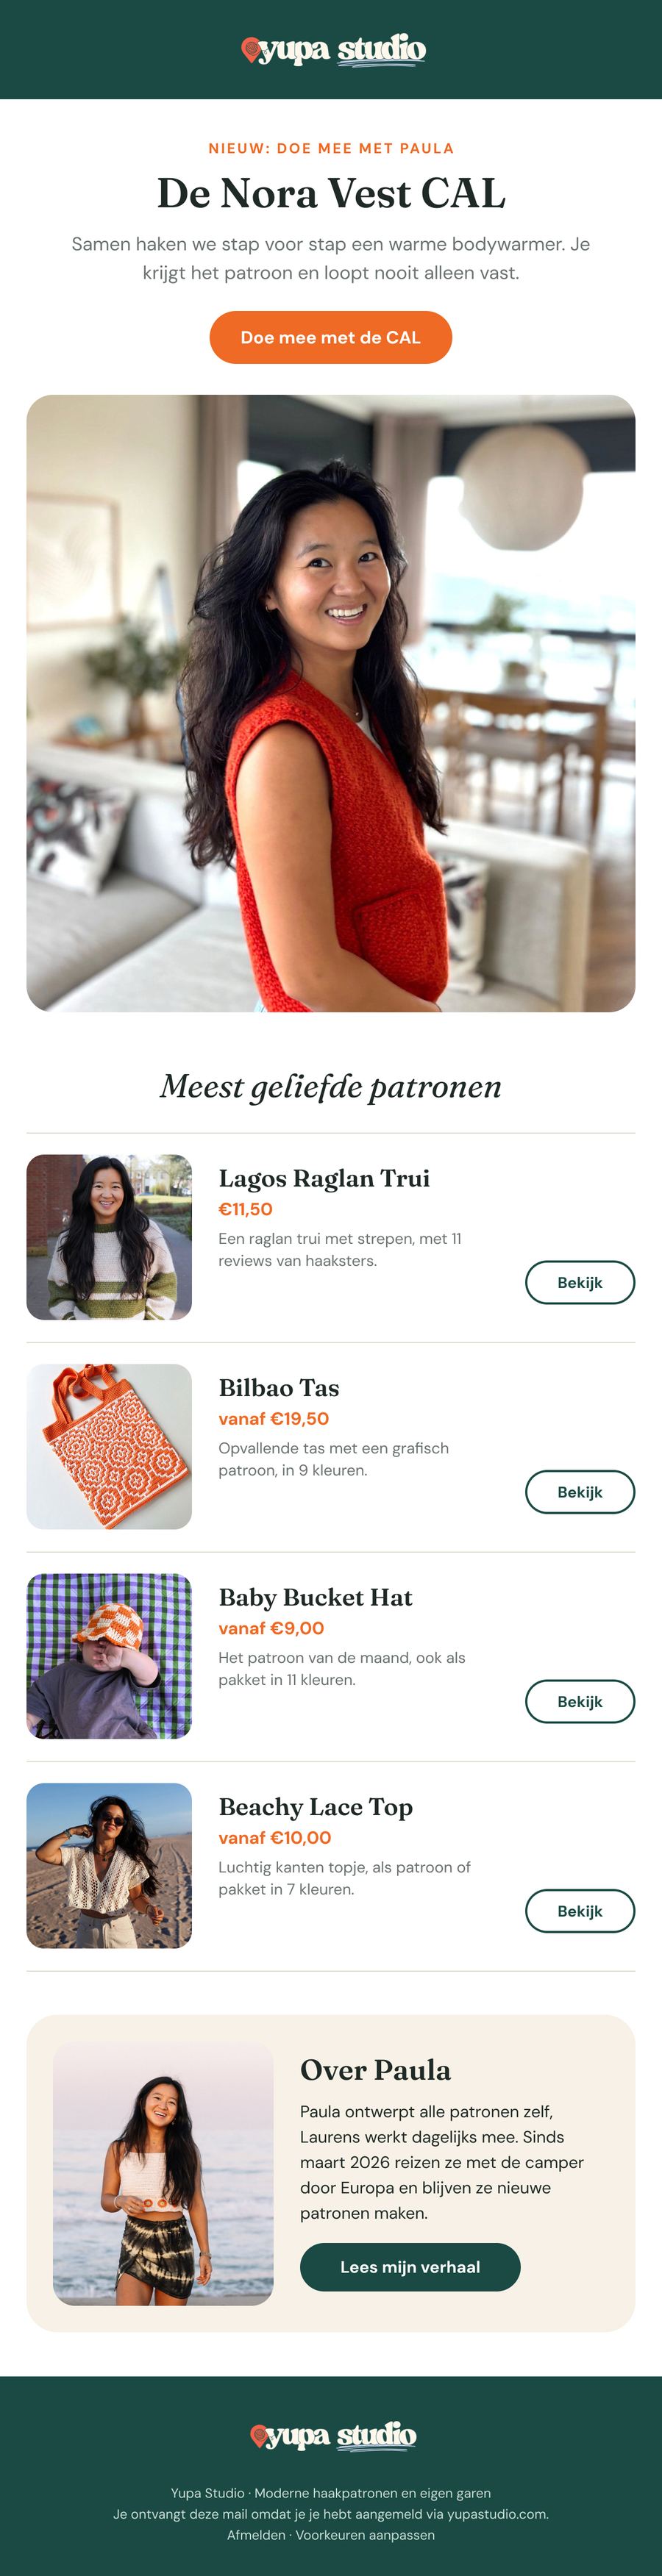 yupa studio
NIEUW: DOE MEE MET PAULA
De Nora Vest CAL
Samen haken we stap voor stap een warme bodywarmer. Je
krijgt het patroon en loopt nooit alleen vast.
Doe mee met de CAL
Meest geliefde patronen
Lagos Raglan Trui
€11,50
Een raglan trui met strepen, met 11
reviews van haaksters.
Bekijk
Bilbao Tas
vanaf €19,50
Opvallende tas met een grafisch
patroon, in 9 kleuren.
Bekijk
Baby Bucket Hat
vanaf €9,00
Het patroon van de maand, ook als
pakket in 11 kleuren.
Bekijk
Beachy Lace Top
vanaf €10,00
Luchtig kanten topje, als patroon of
pakket in 7 kleuren.
Bekijk
Over Paula
Paula ontwerpt alle patronen zelf,
Laurens werkt dagelijks mee. Sinds
maart 2026 reizen ze met de camper
door Europa en blijven ze nieuwe
patronen maken.
Lees mijn verhaal
yupa studio
Yupa Studio · Moderne haakpatronen en eigen garen
Je ontvangt deze mail omdat je je hebt aangemeld via yupastudio.com.
Afmelden · Voorkeuren aanpassen